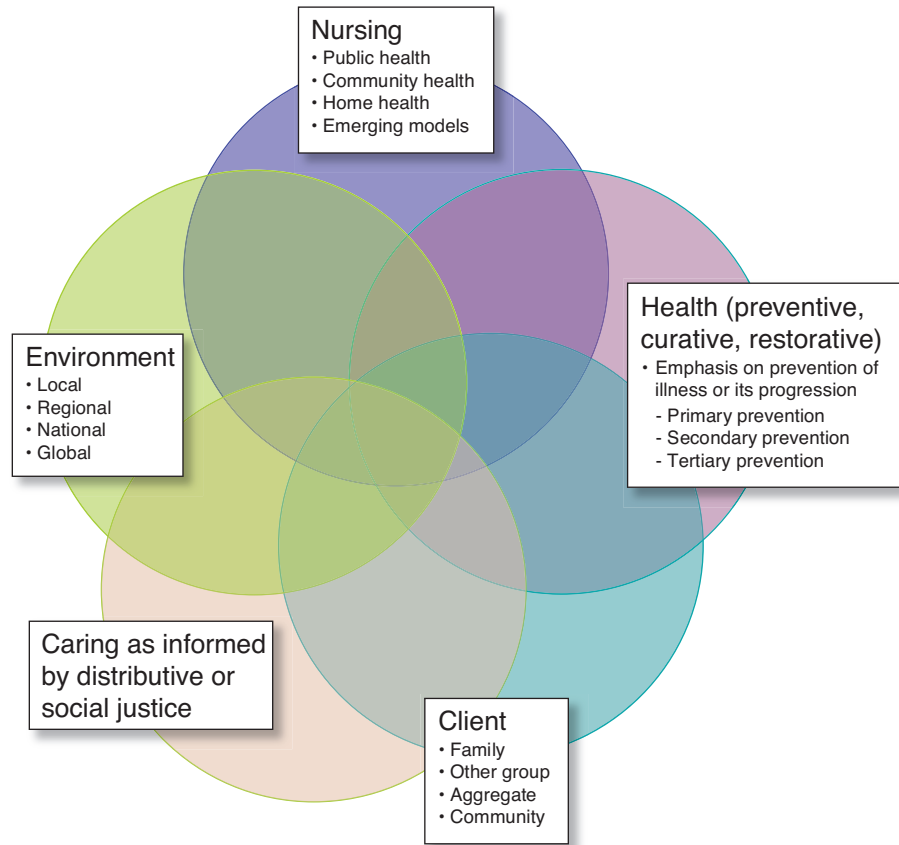 Nursing
• Public health
• Community health
• Home health
• Emerging models
Health (preventive,
curative, restorative)
• Emphasis on prevention of
illness or its progression
- Primary prevention
- Secondary prevention
- Tertiary prevention
Environment
• Local
• Regional
• National
• Global
Caring as informed
by distributive or
social justice
Client
• Family
• Other group
• Aggregate
• Community